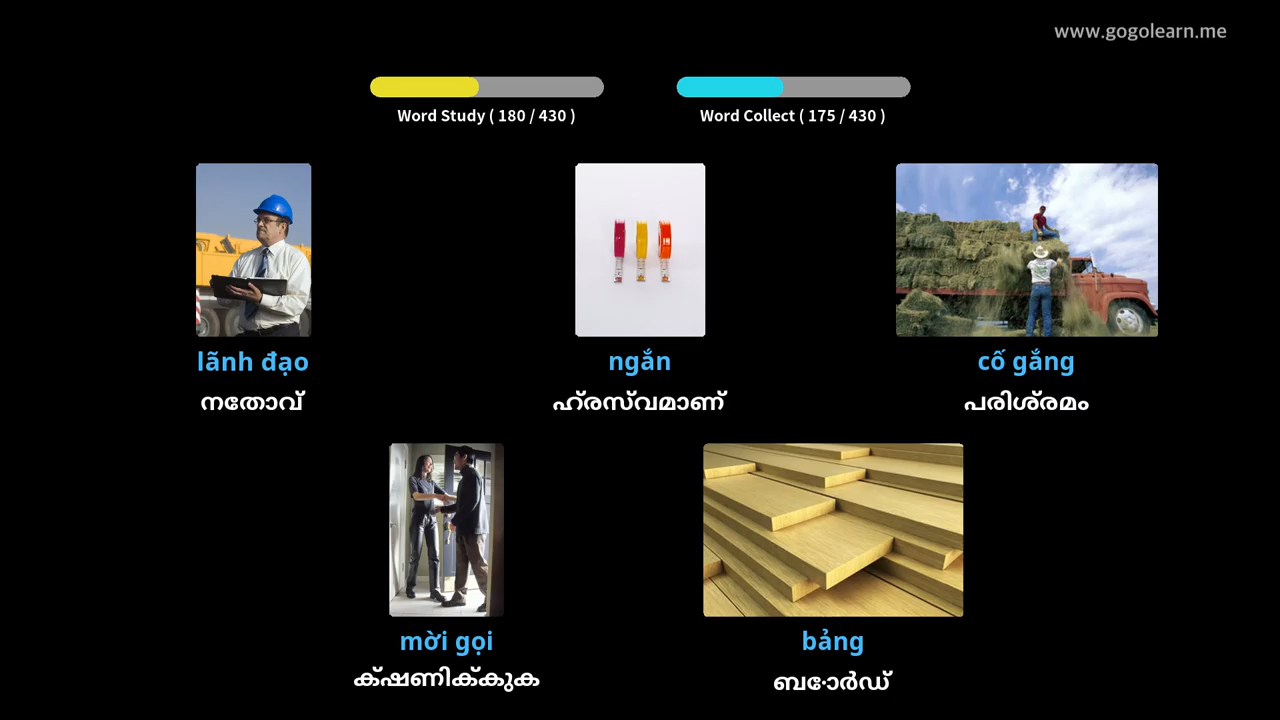 www.gogolearn.me
Word Study ( 180 / 430 )
Word Collect ( 175 / 430 )
lãnh đạo
നതോവ്
ngắn
ഹ്രസ്വമാണ്
cố gắng
പരിശ്രമം
mời gọi
ക്ഷണിക്കുക
bảng
ബോർഡ്